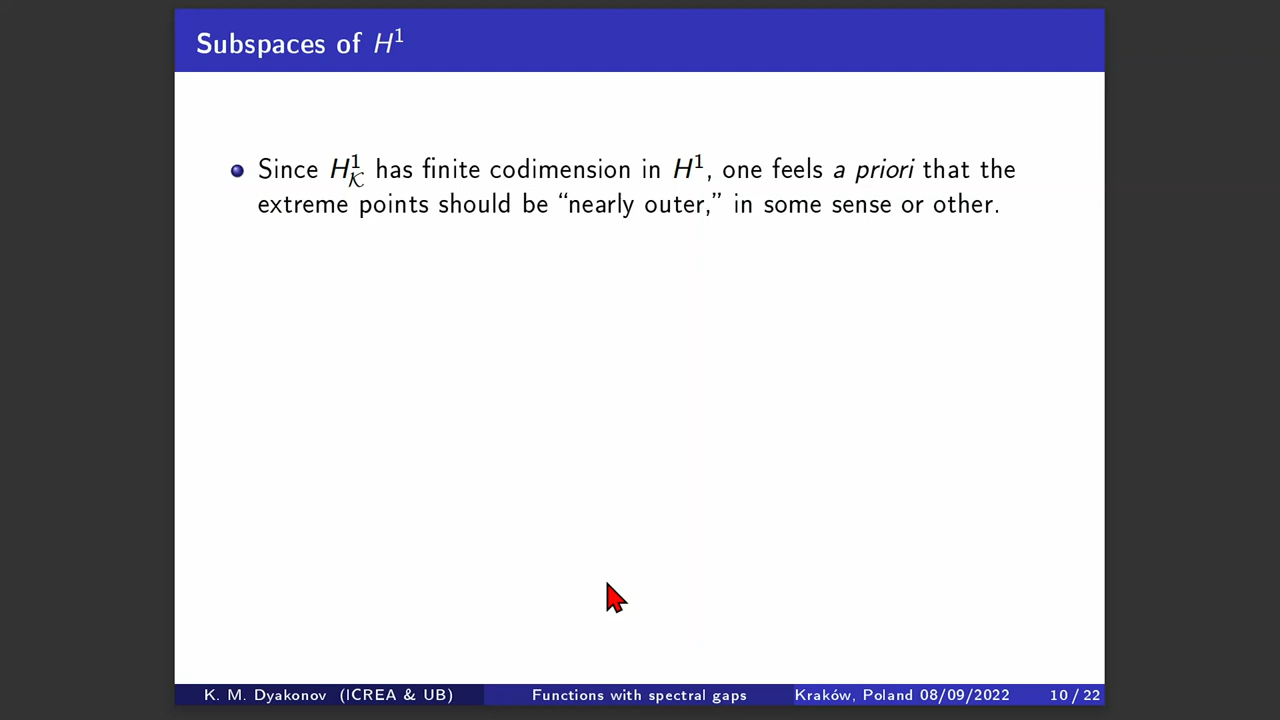 Subspaces of H¹
Since H¹_𝒦 has finite codimension in H¹, one feels a priori that the
extreme points should be “nearly outer,” in some sense or other.
K. M. Dyakonov (ICREA & UB) Functions with spectral gaps Kraków, Poland 08/09/2022 10 / 22